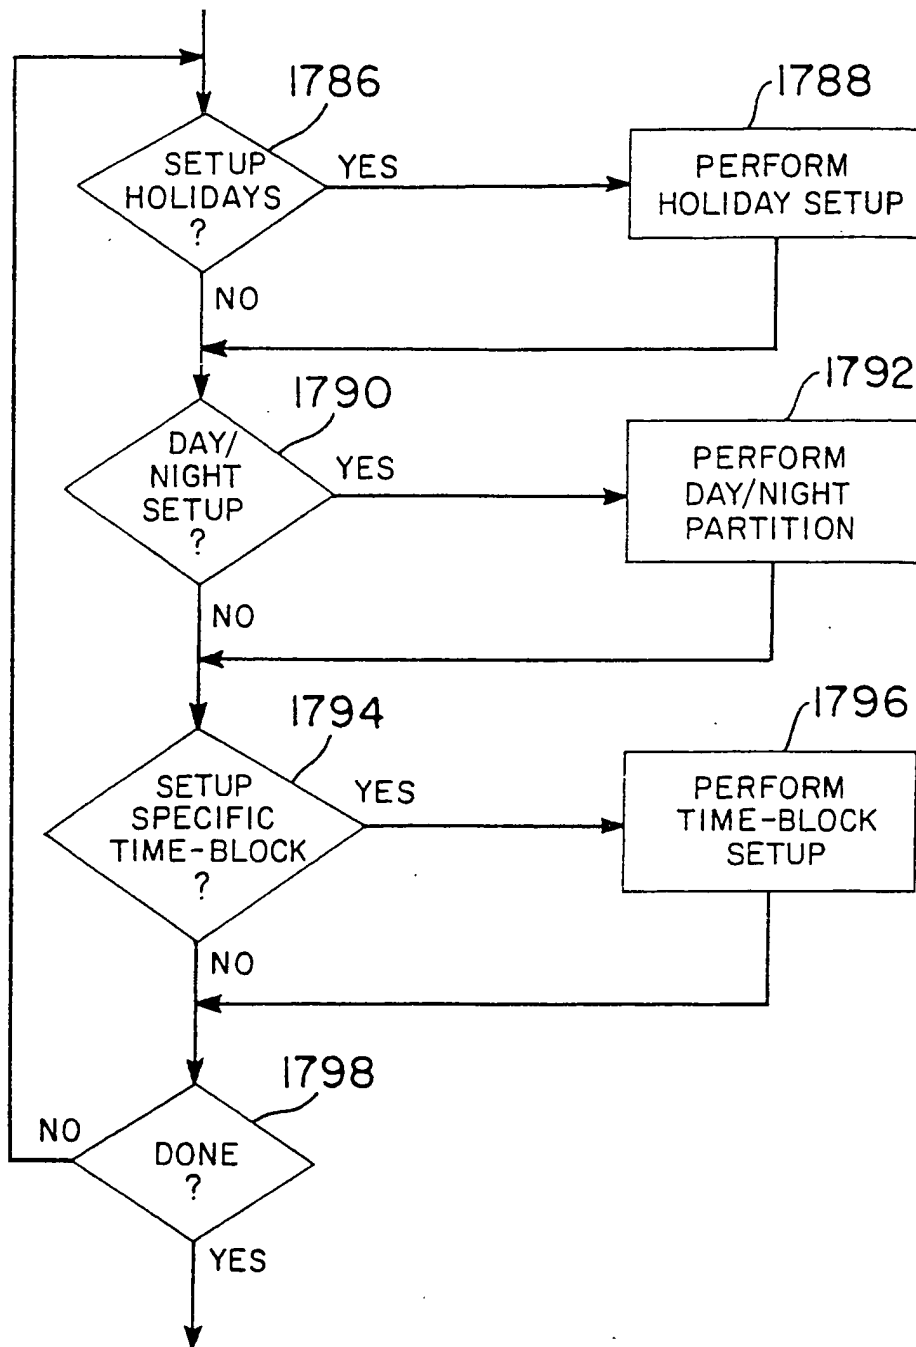 1786
1788
SETUP
HOLIDAYS
?
YES
PERFORM
HOLIDAY SETUP
NO
1790
1792
DAY/
NIGHT
SETUP
?
YES
PERFORM
DAY/NIGHT
PARTITION
NO
1794
1796
SETUP
SPECIFIC
TIME-BLOCK
?
YES
PERFORM
TIME-BLOCK
SETUP
NO
1798
NO
DONE
?
YES